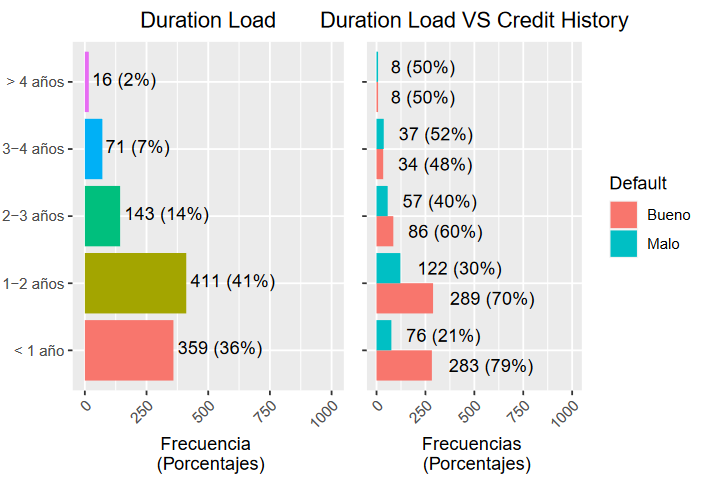 Duration Load
Duration Load VS Credit History
> 4 años
3−4 años
2−3 años
1−2 años
< 1 año
16 (2%)
71 (7%)
143 (14%)
411 (41%)
359 (36%)
0
250
500
750
1000
Frecuencia
(Porcentajes)
8 (50%)
8 (50%)
37 (52%)
34 (48%)
57 (40%)
86 (60%)
122 (30%)
289 (70%)
76 (21%)
283 (79%)
0
250
500
750
1000
Frecuencias
(Porcentajes)
Default
Bueno
Malo